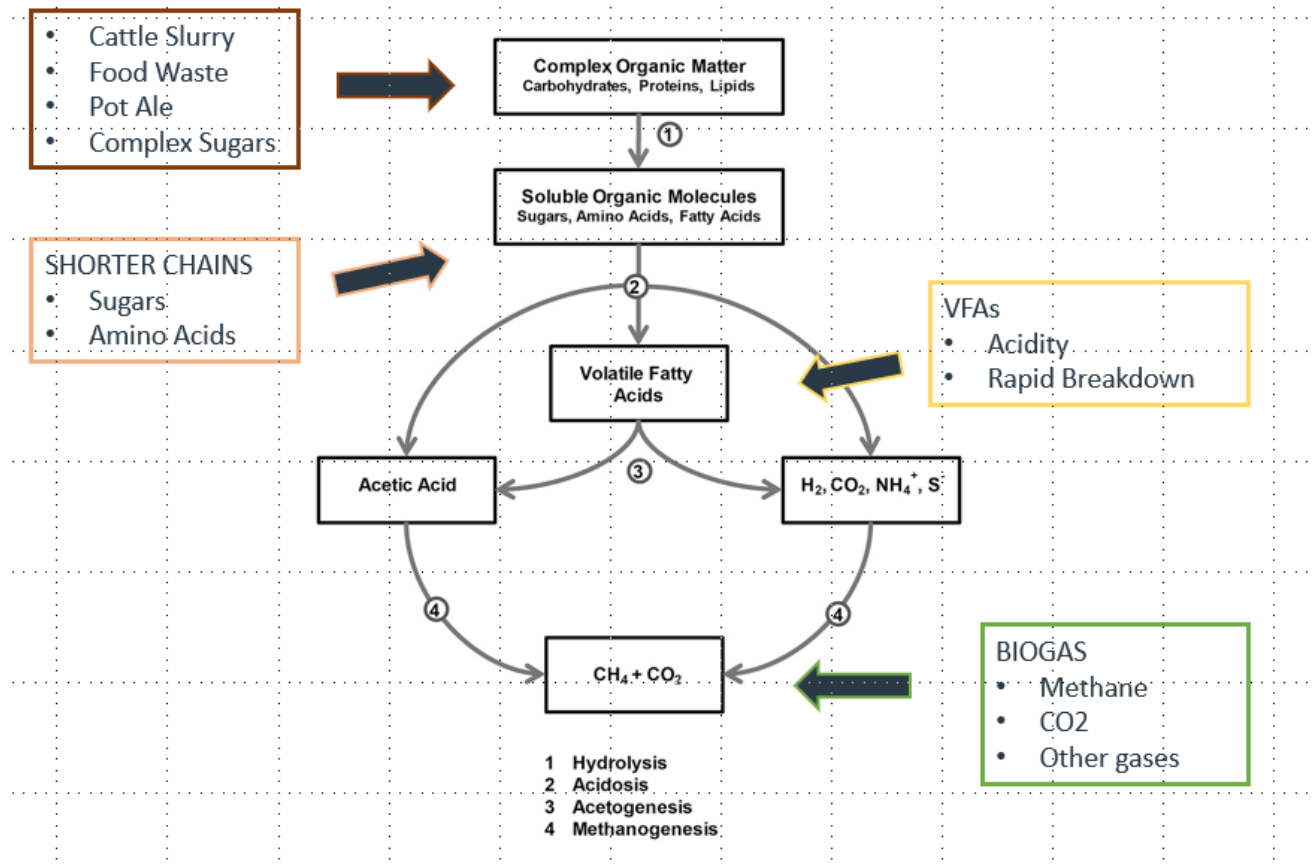 • Cattle Slurry
• Food Waste
• Pot Ale
• Complex Sugars
Complex Organic Matter
Carbohydrates, Proteins, Lipids
1
Soluble Organic Molecules
Sugars, Amino Acids, Fatty Acids
SHORTER CHAINS
• Sugars
• Amino Acids
2
VFAs
• Acidity
• Rapid Breakdown
Volatile Fatty
Acids
3
Acetic Acid
H₂, CO₂, NH₄⁺, S⁻
4
4
CH₄ + CO₂
BIOGAS
• Methane
• CO2
• Other gases
1 Hydrolysis
2 Acidosis
3 Acetogenesis
4 Methanogenesis